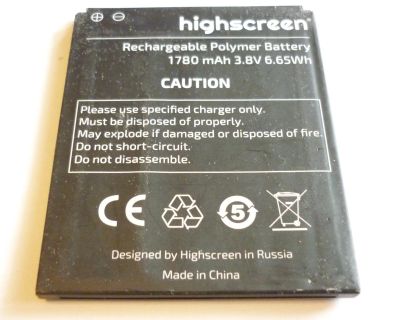 highscreen
Rechargeable Polymer Battery
1780 mAh 3.8V 6.65Wh
CAUTION
Please use specified charger only.
Must be disposed of properly.
May explode if damaged or disposed of fire.
Do not short-circuit.
Do not disassemble.
CE 5
Designed by Highscreen in Russia
Made in China